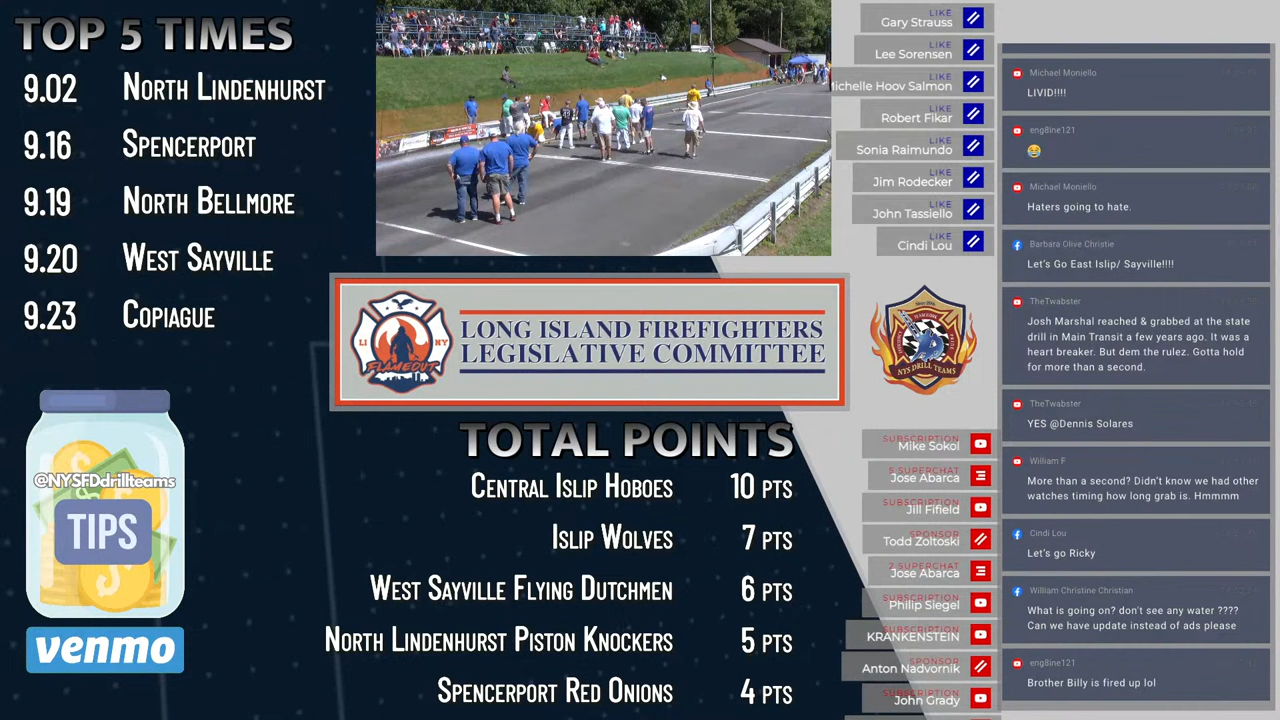 TOP 5 TIMES
9.02 NORTH LINDENHURST
9.16 SPENCERPORT
9.19 NORTH BELLMORE
9.20 WEST SAYVILLE
9.23 COPIAGUE
@NYSFDdrillteams
TIPS
venmo
LI NY
FLAMEOUT
LONG ISLAND FIREFIGHTERS
LEGISLATIVE COMMITTEE
NYS DRILL TEAMS
TOTAL POINTS
CENTRAL ISLIP HOBOES 10 PTS
ISLIP WOLVES 7 PTS
WEST SAYVILLE FLYING DUTCHMEN 6 PTS
NORTH LINDENHURST PISTON KNOCKERS 5 PTS
SPENCERPORT RED ONIONS 4 PTS
LIKE
Gary Strauss
LIKE
Lee Sorensen
LIKE
Michelle Hoov Salmon
LIKE
Robert Fikar
LIKE
Sonia Raimundo
LIKE
Jim Rodecker
LIKE
John Tassiello
LIKE
Cindi Lou
SUBSCRIPTION
Mike Sokol
5 SUPERCHAT
Jose Abarca
SUBSCRIPTION
Jill Fifield
SPONSOR
Todd Zoltoski
2 SUPERCHAT
Jose Abarca
SUBSCRIPTION
Philip Siegel
SUBSCRIPTION
KRANKENSTEIN
SPONSOR
Anton Nadvornik
SUBSCRIPTION
John Grady
Michael Moniello
LIVID!!!!
eng8ine121
😂
Michael Moniello
Haters going to hate.
Barbara Olive Christie
Let's Go East Islip/ Sayville!!!!
TheTwabster
Josh Marshal reached & grabbed at the state
drill in Main Transit a few years ago. It was a
heart breaker. But dem the rulez. Gotta hold
for more than a second.
TheTwabster
YES @Dennis Solares
William F
More than a second? Didn't know we had other
watches timing how long grab is. Hmmmm
Cindi Lou
Let's go Ricky
William Christine Christian
What is going on? don't see any water ????
Can we have update instead of ads please
eng8ine121
Brother Billy is fired up lol